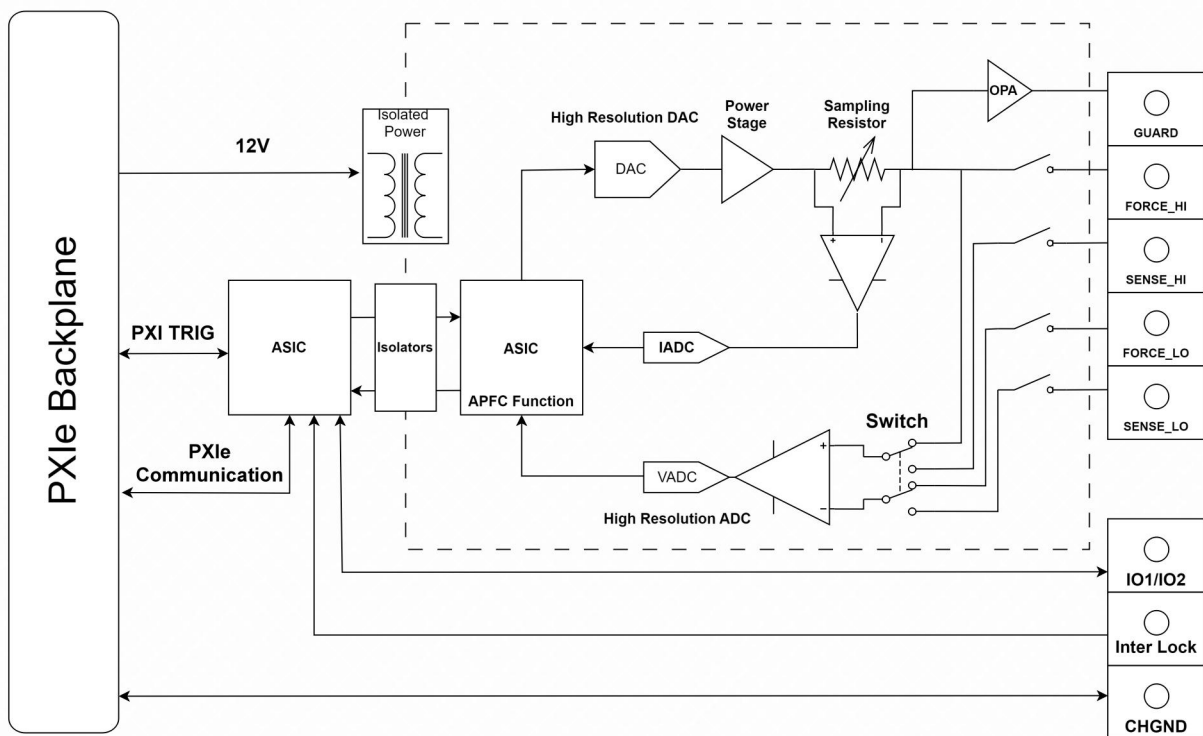 PXIe Backplane
12V
Isolated
Power
High Resolution DAC
DAC
Power
Stage
Sampling
Resistor
OPA
GUARD
FORCE_HI
SENSE_HI
FORCE_LO
SENSE_LO
PXI TRIG
ASIC
Isolators
ASIC
APFC Function
IADC
+
-
PXIe
Communication
VADC
High Resolution ADC
+
−
Switch
IO1/IO2
Inter Lock
CHGND